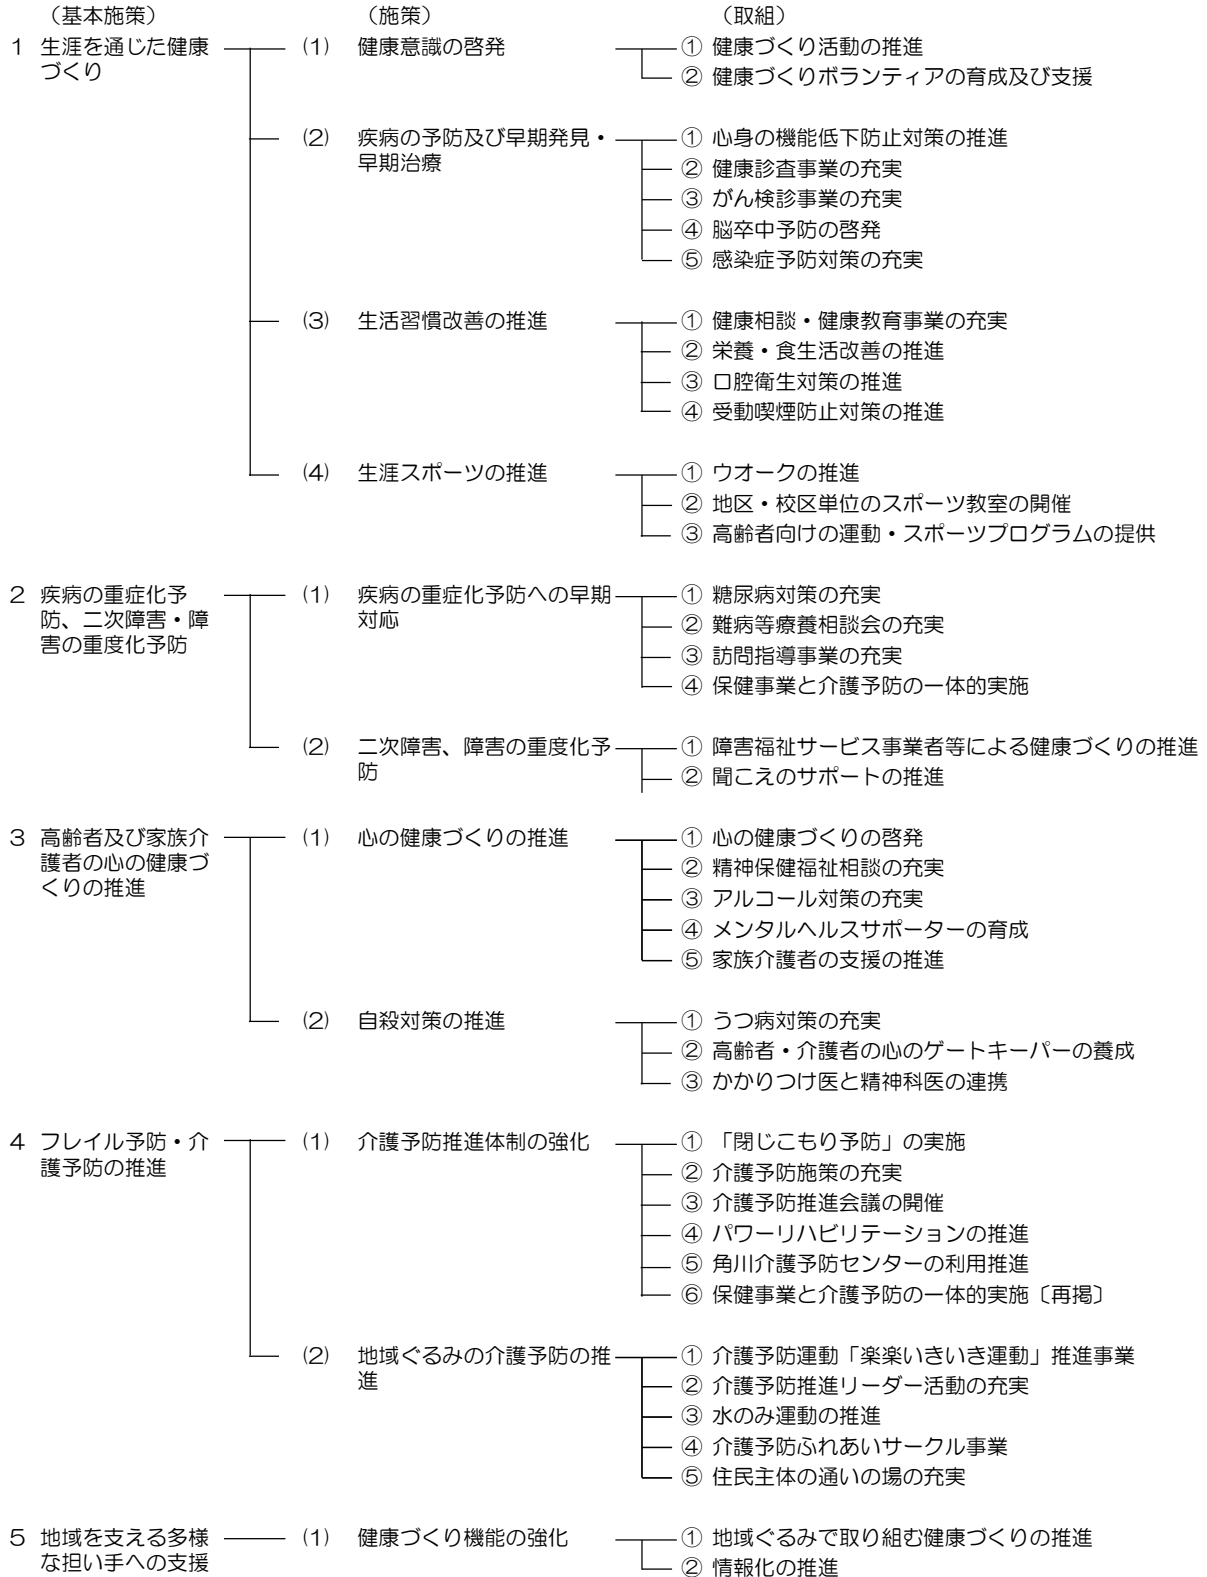 （基本施策） （施策） （取組）
1 生涯を通じた健康づくり (1) 健康意識の啓発 ① 健康づくり活動の推進
② 健康づくりボランティアの育成及び支援
(2) 疾病の予防及び早期発見・早期治療 ① 心身の機能低下防止対策の推進
② 健康診査事業の充実
③ がん検診事業の充実
④ 脳卒中予防の啓発
⑤ 感染症予防対策の充実
(3) 生活習慣改善の推進 ① 健康相談・健康教育事業の充実
② 栄養・食生活改善の推進
③ 口腔衛生対策の推進
④ 受動喫煙防止対策の推進
(4) 生涯スポーツの推進 ① ウオークの推進
② 地区・校区単位のスポーツ教室の開催
③ 高齢者向けの運動・スポーツプログラムの提供
2 疾病の重症化予防、二次障害・障害の重度化予防 (1) 疾病の重症化予防への早期対応 ① 糖尿病対策の充実
② 難病等療養相談会の充実
③ 訪問指導事業の充実
④ 保健事業と介護予防の一体的実施
(2) 二次障害、障害の重度化予防 ① 障害福祉サービス事業者等による健康づくりの推進
② 聞こえのサポートの推進
3 高齢者及び家族介護者の心の健康づくりの推進 (1) 心の健康づくりの推進 ① 心の健康づくりの啓発
② 精神保健福祉相談の充実
③ アルコール対策の充実
④ メンタルヘルスサポーターの育成
⑤ 家族介護者の支援の推進
(2) 自殺対策の推進 ① うつ病対策の充実
② 高齢者・介護者の心のゲートキーパーの養成
③ かかりつけ医と精神科医の連携
4 フレイル予防・介護予防の推進 (1) 介護予防推進体制の強化 ① 「閉じこもり予防」の実施
② 介護予防施策の充実
③ 介護予防推進会議の開催
④ パワーリハビリテーションの推進
⑤ 角川介護予防センターの利用推進
⑥ 保健事業と介護予防の一体的実施〔再掲〕
(2) 地域ぐるみの介護予防の推進 ① 介護予防運動「楽楽いきいき運動」推進事業
② 介護予防推進リーダー活動の充実
③ 水のみ運動の推進
④ 介護予防ふれあいサークル事業
⑤ 住民主体の通いの場の充実
5 地域を支える多様な担い手への支援 (1) 健康づくり機能の強化 ① 地域ぐるみで取り組む健康づくりの推進
② 情報化の推進